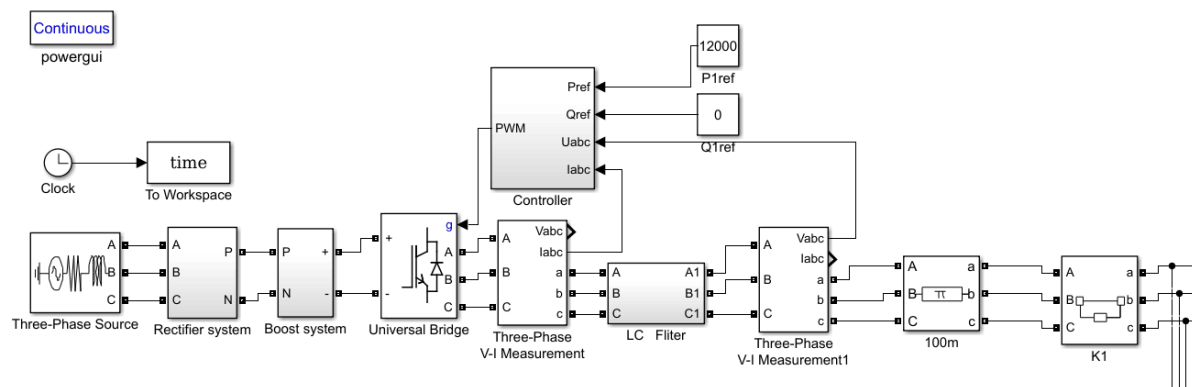 Continuous
powergui
12000
P1ref
Pref
Qref
PWM
Uabc
Iabc
0
Q1ref
Controller
time
Clock
To Workspace
A
B
C
Three-Phase Source
A
B
C
P
N
Rectifier system
P
N
+
-
Boost system
+
-
g
A
B
C
Universal Bridge
Vabc
Iabc
A
B
C
a
b
c
Three-Phase
V-I Measurement
A
B
C
A1
B1
C1
LC Fliter
Vabc
Iabc
A
B
C
a
b
c
Three-Phase
V-I Measurement1
A
B
C
π
a
b
c
100m
A
B
C
a
b
c
K1